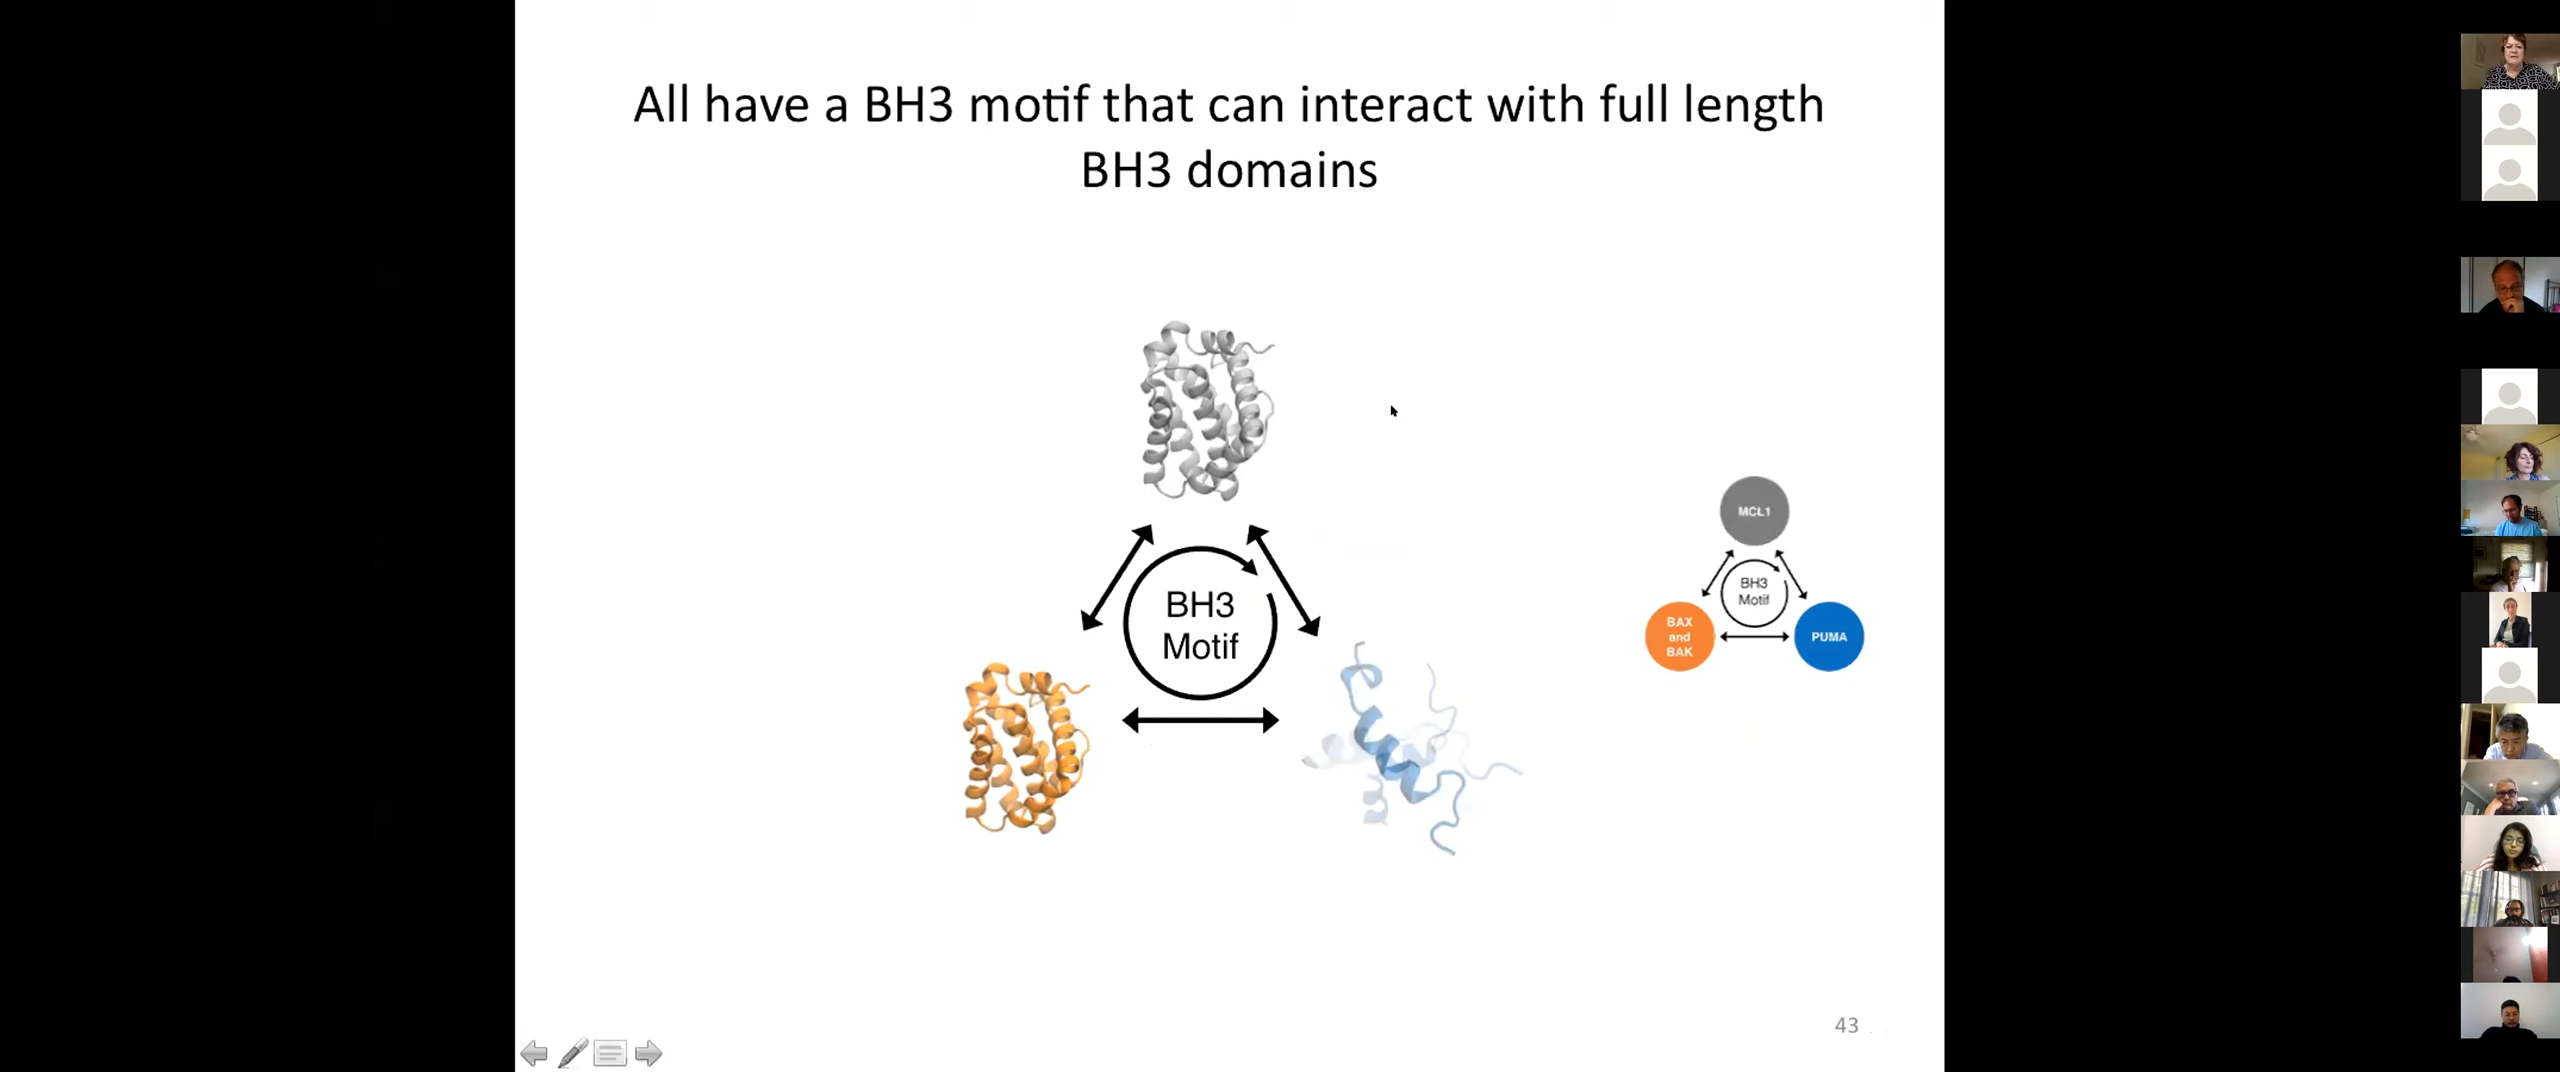 All have a BH3 motif that can interact with full length
BH3 domains
BH3
Motif
MCL1
BH3
Motif
BAX
and
BAK
PUMA
43